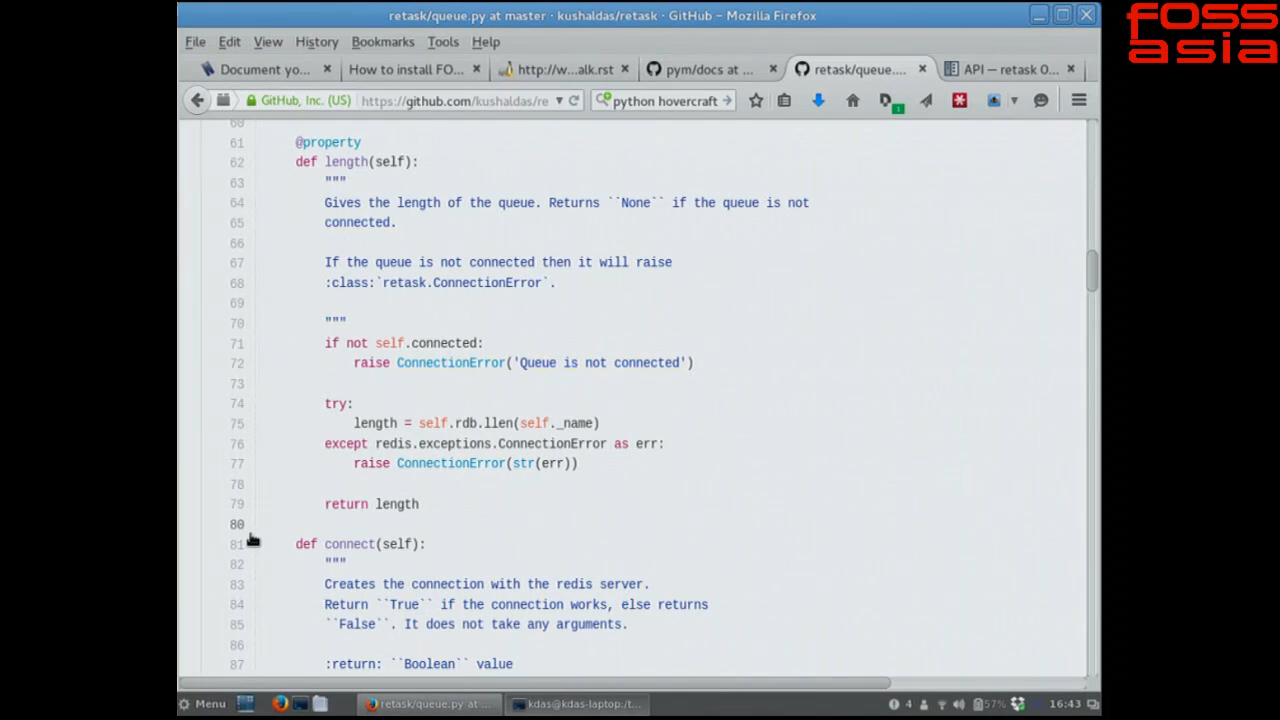 retask/queue.py at master · kushaldas/retask · GitHub - Mozilla Firefox
FOSS
asia
File Edit View History Bookmarks Tools Help
Document yo... How to install FO... http://w...alk.rst pym/docs at ... retask/queue.... API — retask 0...
GitHub, Inc. (US) https://github.com/kushaldas/re python hovercraft
1
60
61 @property
62 def length(self):
63 """
64 Gives the length of the queue. Returns ``None`` if the queue is not
65 connected.
66
67 If the queue is not connected then it will raise
68 :class:`retask.ConnectionError`.
69
70 """
71 if not self.connected:
72 raise ConnectionError('Queue is not connected')
73
74 try:
75 length = self.rdb.llen(self._name)
76 except redis.exceptions.ConnectionError as err:
77 raise ConnectionError(str(err))
78
79 return length
80
81 def connect(self):
82 """
83 Creates the connection with the redis server.
84 Return ``True`` if the connection works, else returns
85 ``False``. It does not take any arguments.
86
87 :return: ``Boolean`` value
Menu retask/queue.py at ... kdas@kdas-laptop:/t... 4 57% 16:43